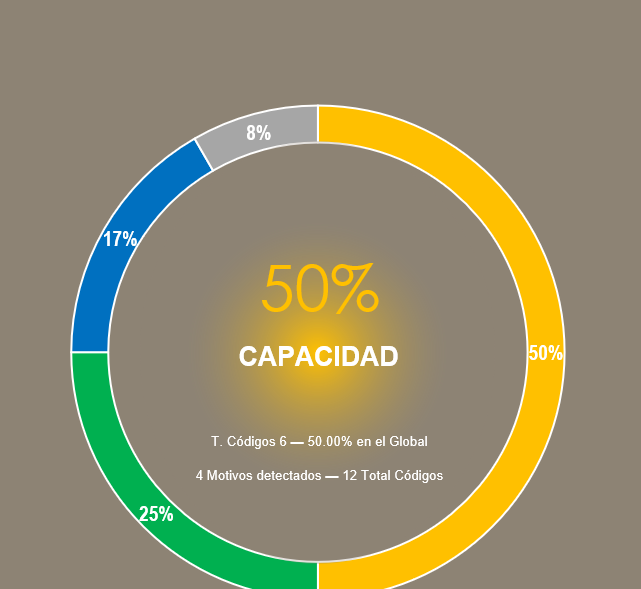 8%
17%
50%
CAPACIDAD
50%
T. Códigos 6 — 50.00% en el Global
4 Motivos detectados — 12 Total Códigos
25%